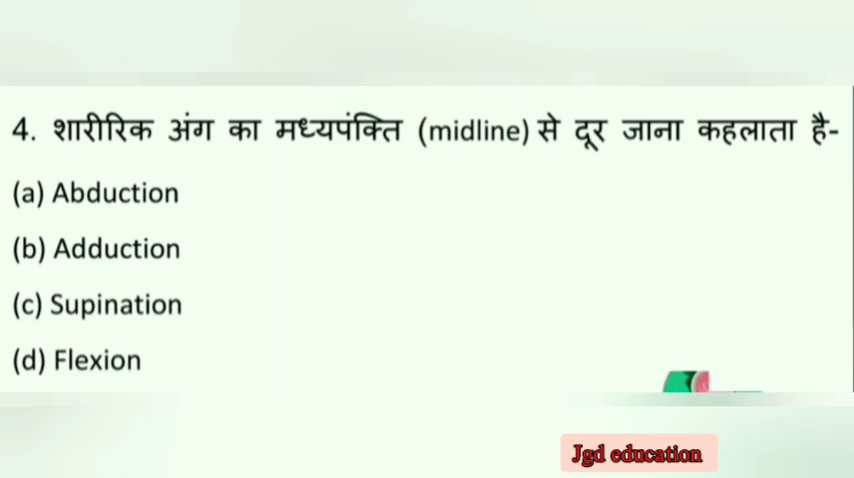 4. शारीरिक अंग का मध्यपंक्ति (midline) से दूर जाना कहलाता है-
(a) Abduction
(b) Adduction
(c) Supination
(d) Flexion
Jgd education